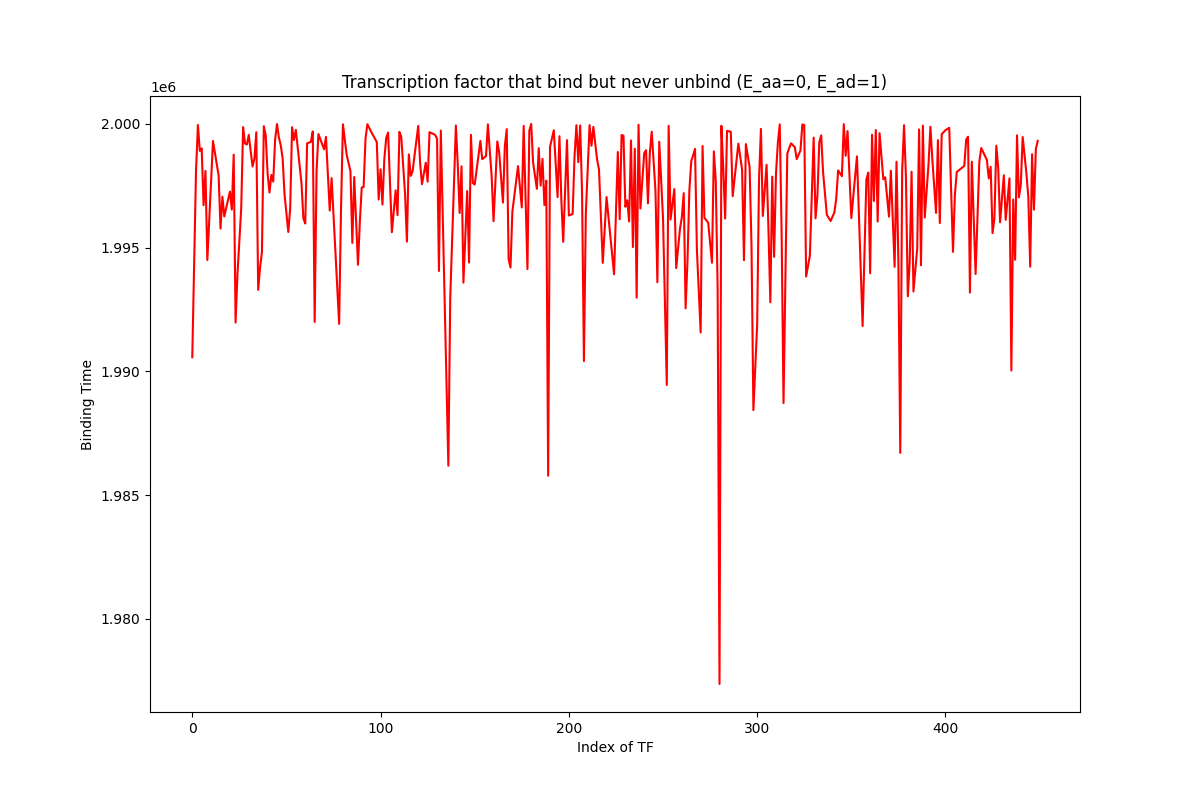 Transcription factor that bind but never unbind (E_aa=0, E_ad=1)
1e6
2.000
1.995
1.990
1.985
1.980
Binding Time
0 100 200 300 400
Index of TF